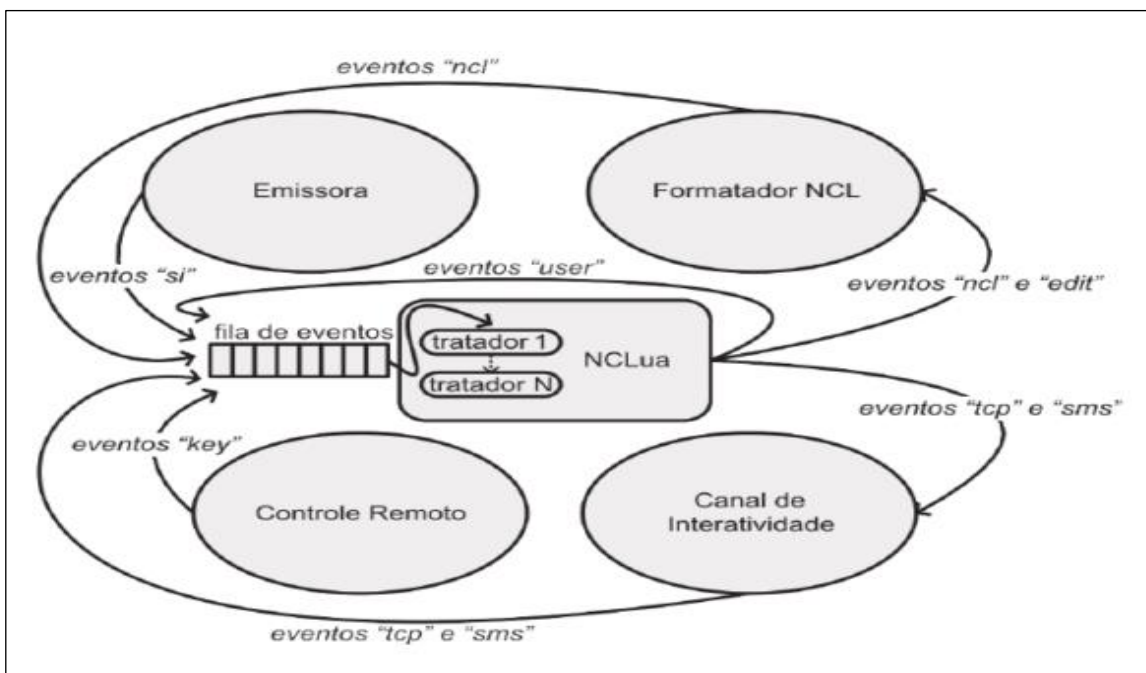 eventos “ncl”
Emissora
Formatador NCL
eventos “si”
eventos “user”
eventos “ncl” e “edit”
fila de eventos
tratador 1
NCLua
tratador N
eventos “tcp” e “sms”
eventos “key”
Controle Remoto
Canal de
Interatividade
eventos “tcp” e “sms”